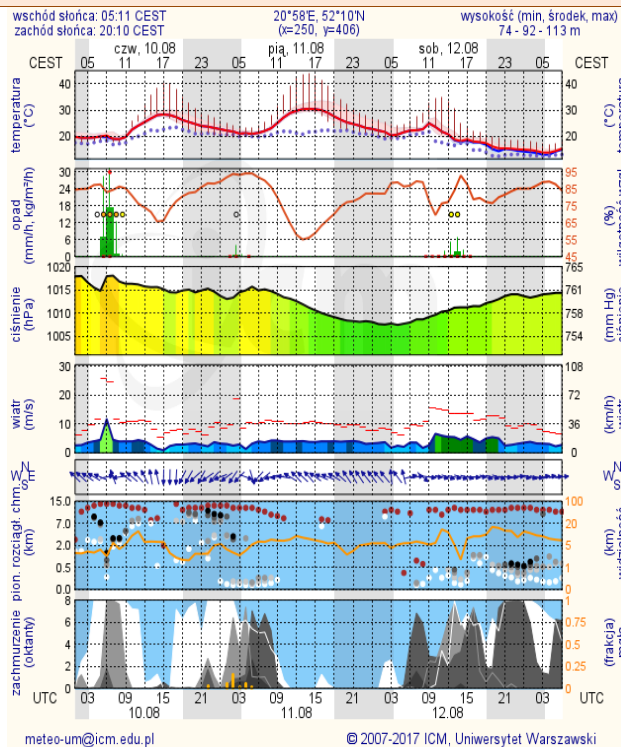 wschód słońca: 05:11 CEST 20°58'E, 52°10'N wysokość (min, środek, max)
zachód słońca: 20:10 CEST (x=250, y=406) 74 - 92 - 113 m
czw, 10.08 pią, 11.08 sob, 12.08
CEST 05 11 17 23 05 11 17 23 05 11 17 23 05 CEST
temperatura
(°C)
40
30
20
40
30
20
(°C)
opad
(mm/h, kg/m²/h)
30
24
18
12
6
0
95
85
75
65
55
45
(%)
ciśnienie
(hPa)
1020
1015
1010
1005
765
761
758
754
(mm Hg)
wiatr
(m/s)
30
20
10
0
108
72
36
0
(km/h)
N
W E
S
N
W
S
pion. rozciągł. chm.
(km)
15.0
7.0
2.0
0.5
0.0
100
20
5
1
0
(km)
zachmurzenie
(oktanty)
8
6
4
2
0
1
0.75
0.5
0.25
0
(frakcja)
UTC 03 09 15 21 03 09 15 21 03 09 15 21 03 UTC
10.08 11.08 12.08
meteo-um@icm.edu.pl © 2007-2017 ICM, Uniwersytet Warszawski